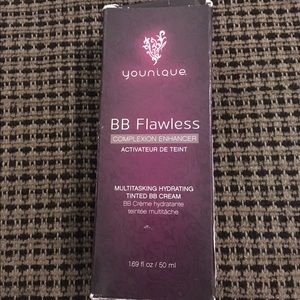 younique
BB Flawless
COMPLEXION ENHANCER
ACTIVATEUR DE TEINT
MULTITASKING HYDRATING
TINTED BB CREAM
BB Crème hydratante
teintée multitâche
1.69 fl oz / 50 ml